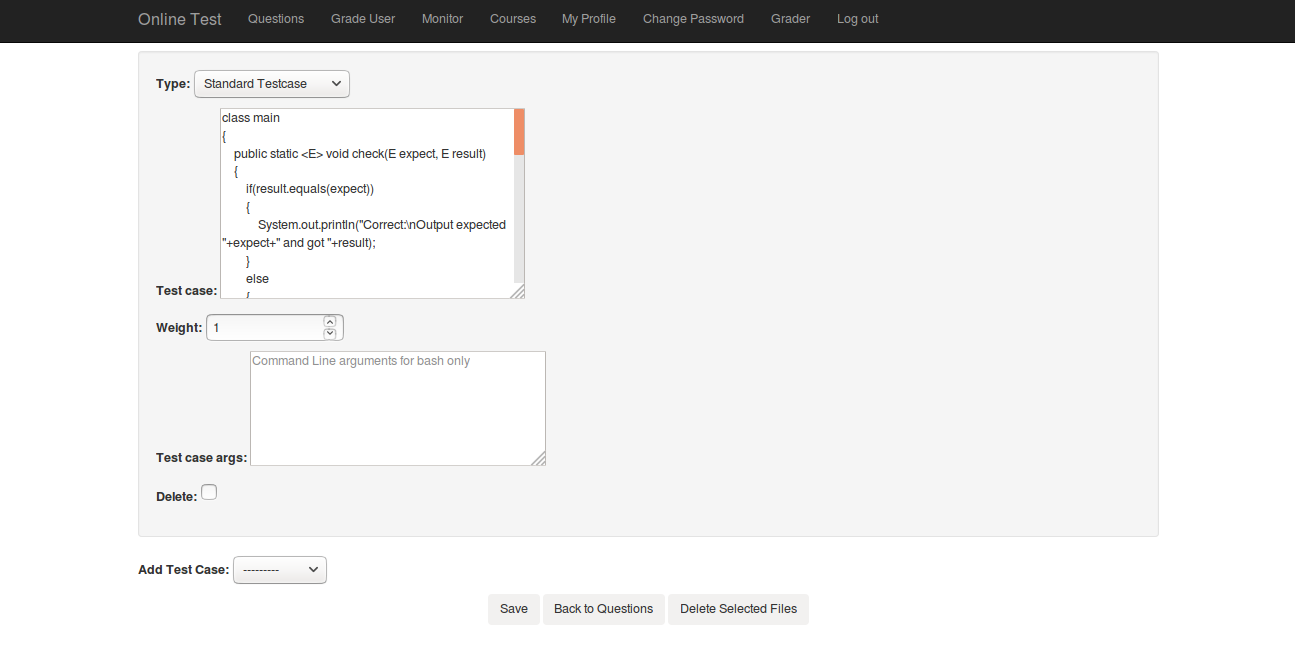 Online Test Questions Grade User Monitor Courses My Profile Change Password Grader Log out
Type: Standard Testcase
class main
{
public static <E> void check(E expect, E result)
{
if(result.equals(expect))
{
System.out.println("Correct:\nOutput expected
"+expect+" and got "+result);
}
else
{
Test case:
Weight: 1
Command Line arguments for bash only
Test case args:
Delete:
Add Test Case: ---------
Save Back to Questions Delete Selected Files